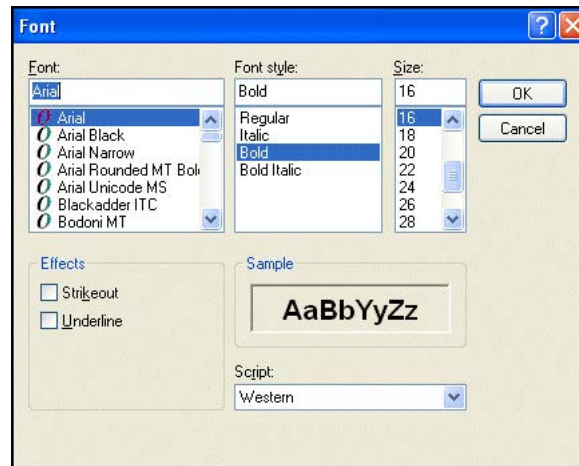 Font
Font: Font style: Size:
Arial Bold 16 OK
Arial Regular 16 Cancel
Arial Black Italic 18
Arial Narrow Bold 20
Arial Rounded MT Bol Bold Italic 22
Arial Unicode MS 24
Blackadder ITC 26
Bodoni MT 28
Effects Sample
Strikeout
Underline
AaBbYyZz
Script:
Western